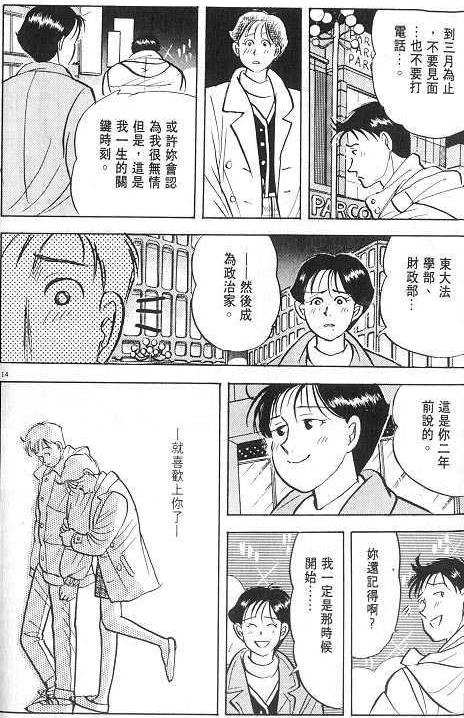 到三月為止
，不要見面
…也不要打
電話…。
PARCO
PARCO
或許妳會認
為我很無情
但是，這是
我一生的關
鍵時刻。
東大法
學部、
財政部…
——然後成
為政治家。
14
這是你二年
前說的。
妳還記得啊?
我一定是那時候
開始……
—就喜歡上你了—